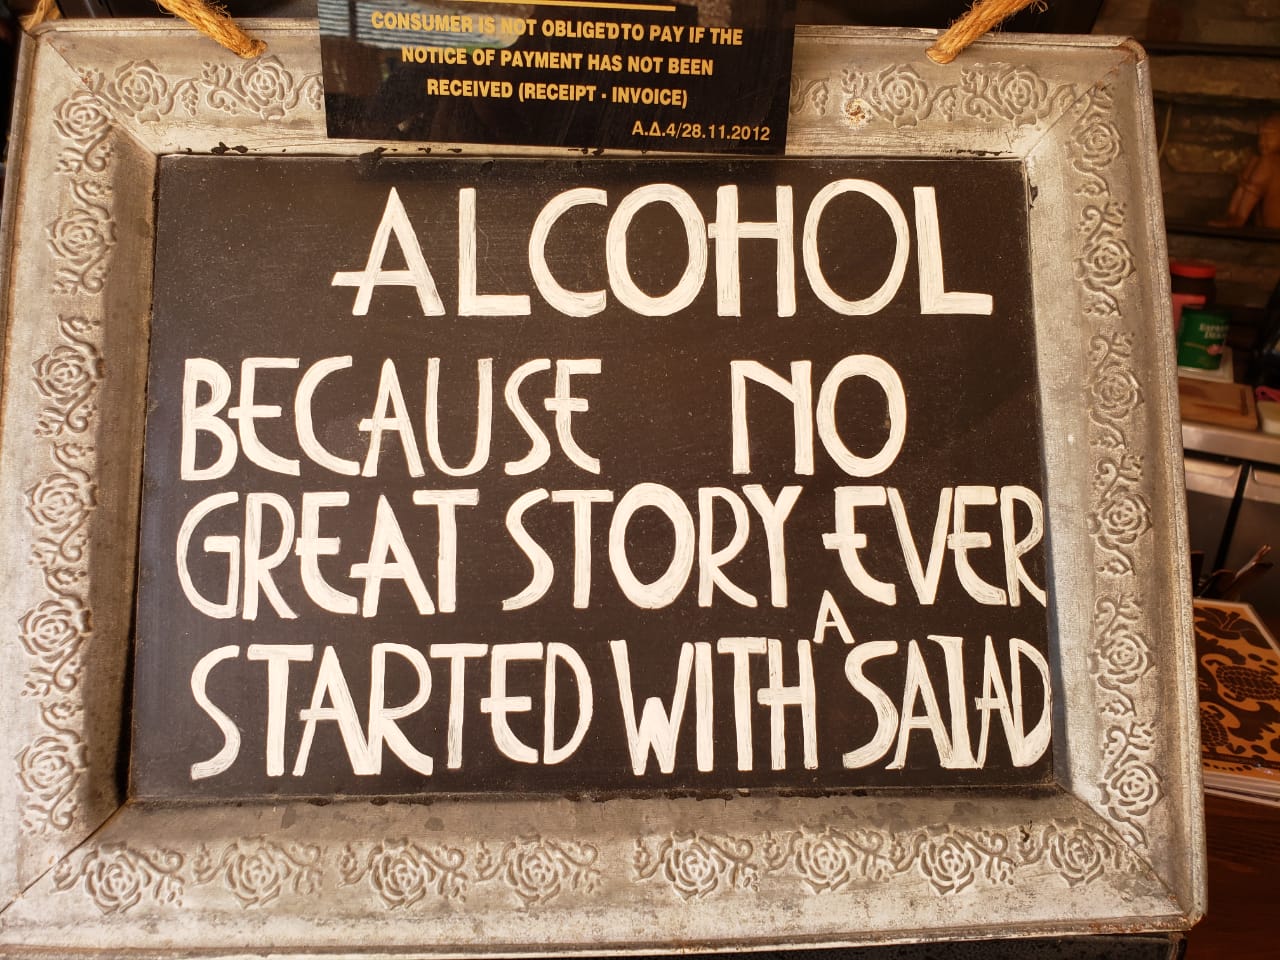 CONSUMER IS NOT OBLIGED TO PAY IF THE
NOTICE OF PAYMENT HAS NOT BEEN
RECEIVED (RECEIPT - INVOICE)
Α.Δ.4/28.11.2012
ALCOHOL
BECAUSE NO
GREAT STORY EVER
STARTED WITH A SALAD